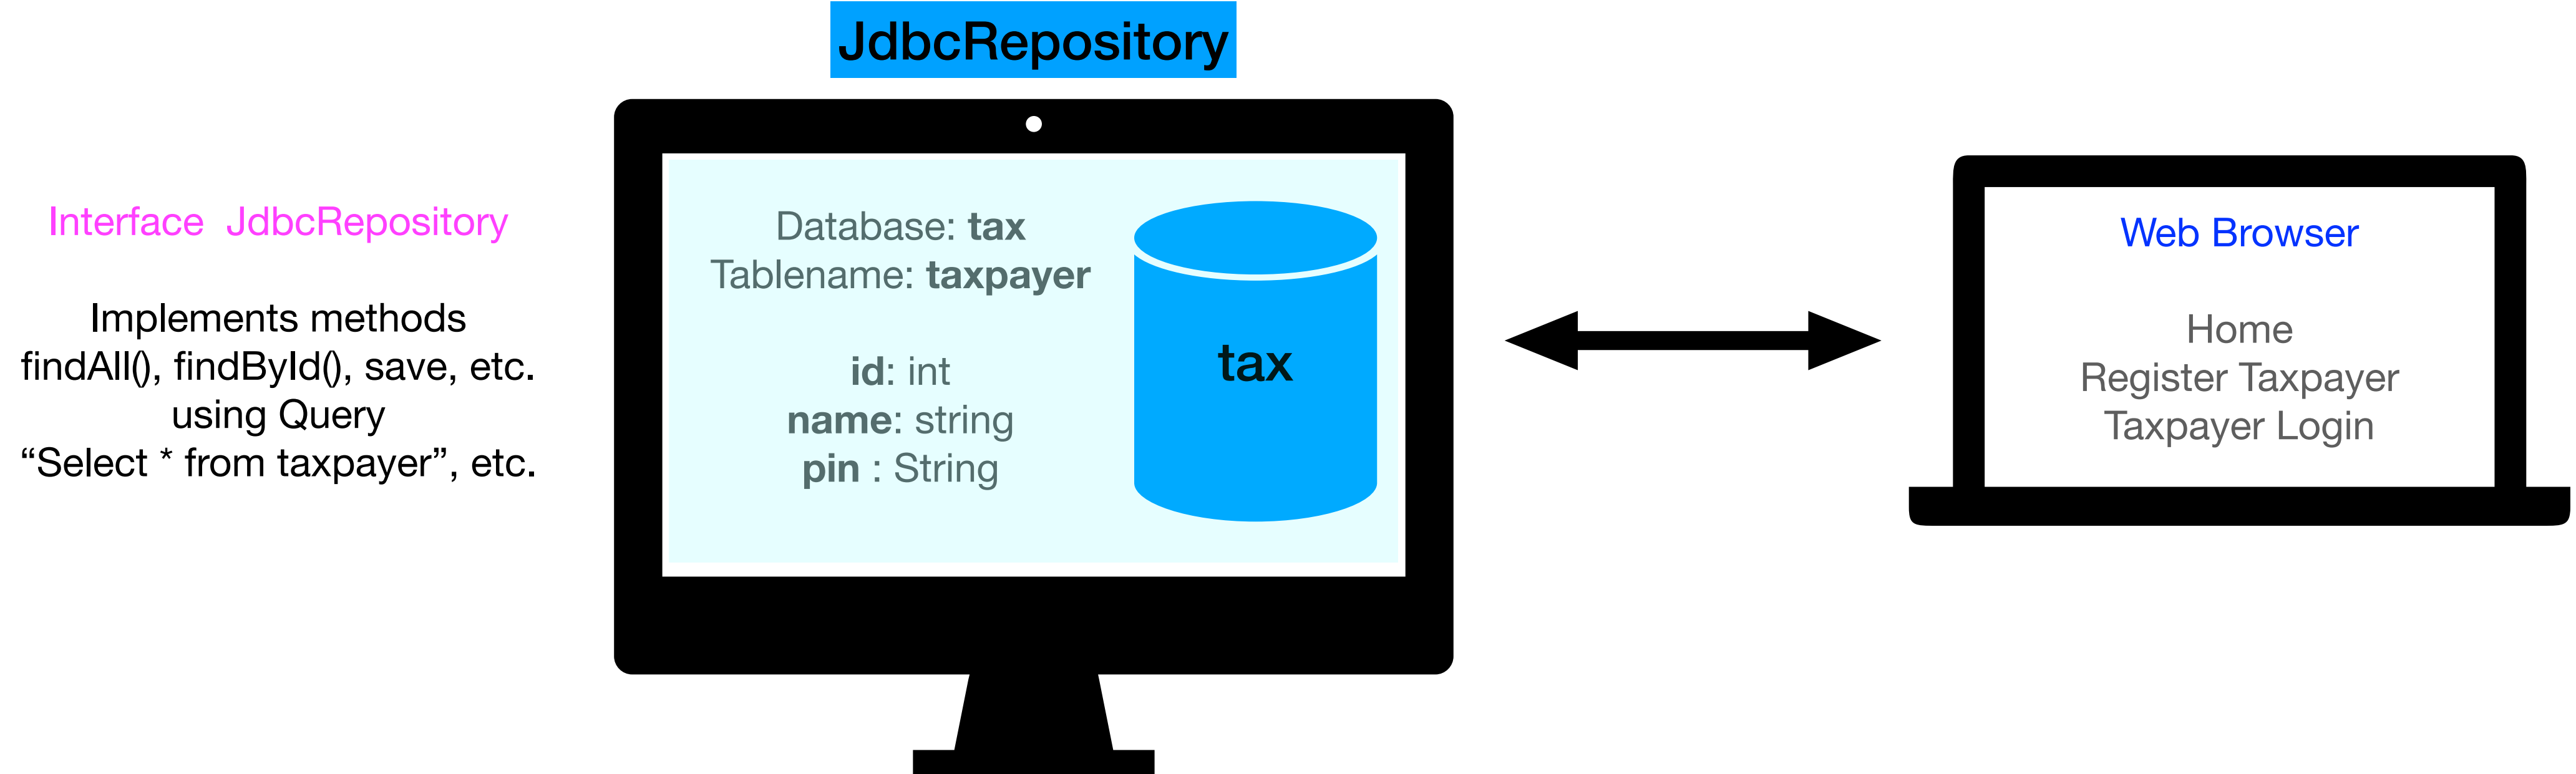 JdbcRepository
Interface  JdbcRepository
Implements methods
findAll(), findById(), save, etc.
using Query
“Select * from taxpayer”, etc.
Database: tax
Tablename: taxpayer
id: int
name: string
pin : String
tax
Web Browser
Home
Register Taxpayer
Taxpayer Login